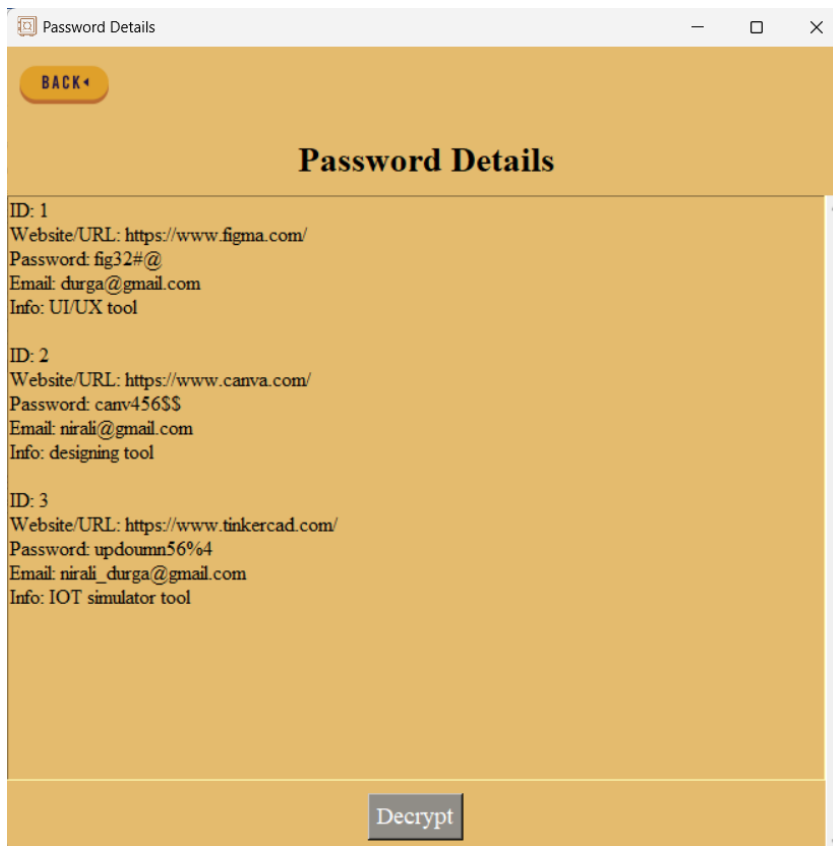 Password Details
BACK
Password Details
ID: 1
Website/URL: https://www.figma.com/
Password: fig32#@
Email: durga@gmail.com
Info: UI/UX tool
ID: 2
Website/URL: https://www.canva.com/
Password: canv456$$
Email: nirali@gmail.com
Info: designing tool
ID: 3
Website/URL: https://www.tinkercad.com/
Password: updoumn56%4
Email: nirali_durga@gmail.com
Info: IOT simulator tool
Decrypt